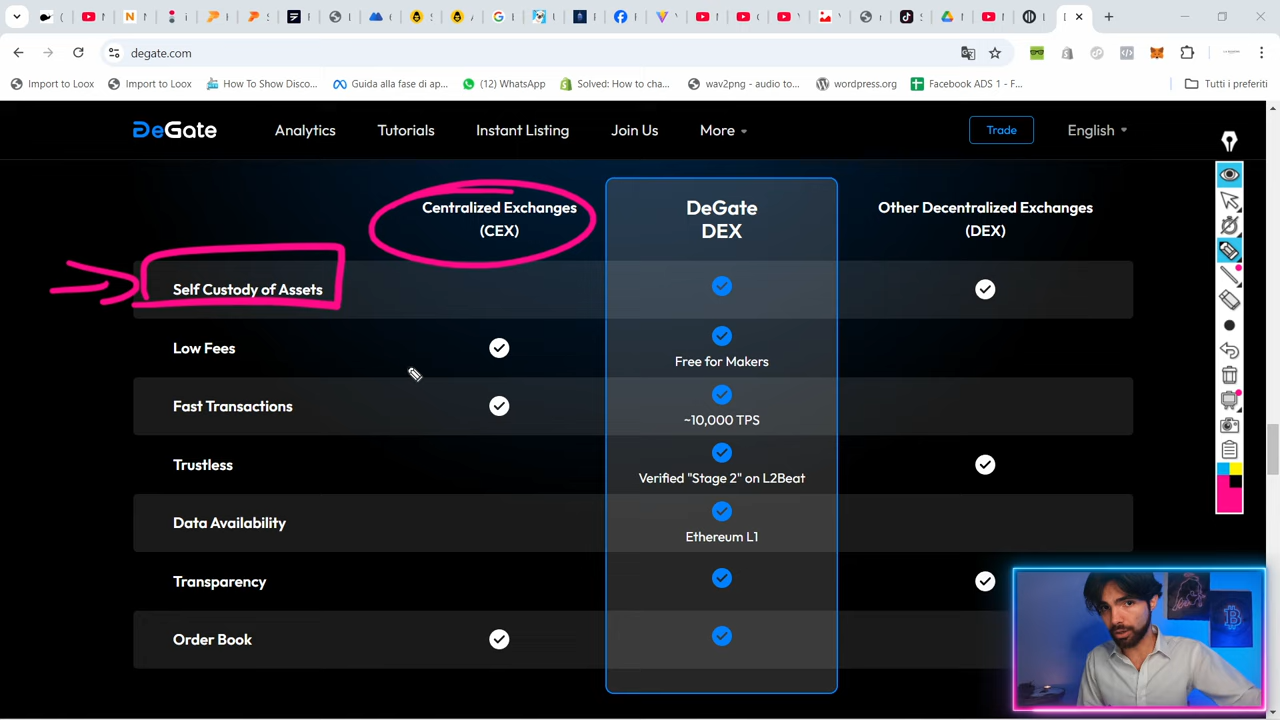 degate.com
Import to Loox
Import to Loox
How To Show Disco...
Guida alla fase di ap...
(12) WhatsApp
Solved: How to cha...
wav2png - audio to...
wordpress.org
Facebook ADS 1 - F...
Tutti i preferiti
DeGate
Analytics
Tutorials
Instant Listing
Join Us
More
Trade
English
Centralized Exchanges
(CEX)
DeGate
DEX
Other Decentralized Exchanges
(DEX)
Self Custody of Assets
Low Fees
Free for Makers
Fast Transactions
~10,000 TPS
Trustless
Verified "Stage 2" on L2Beat
Data Availability
Ethereum L1
Transparency
Order Book